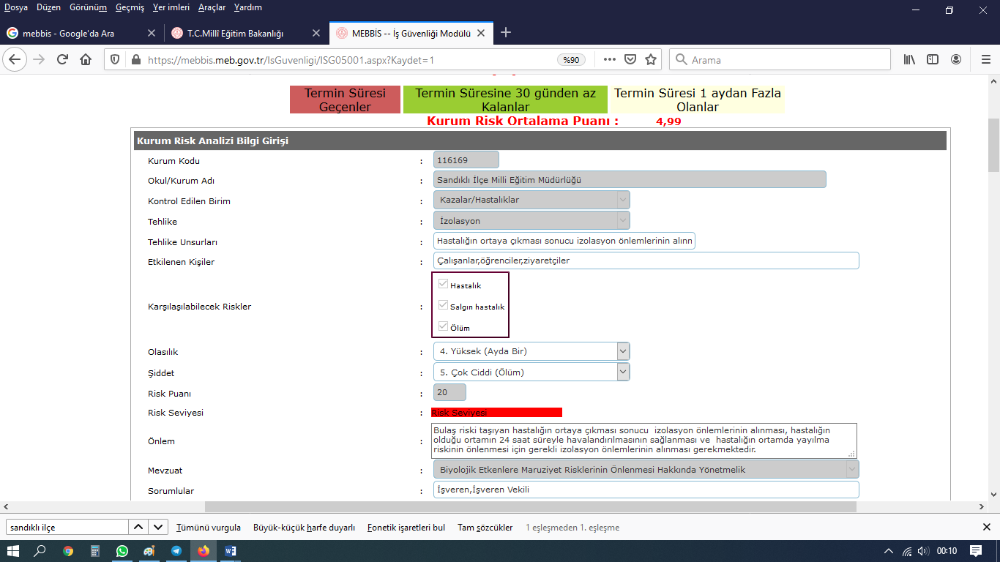 Dosya Düzen Görünüm Geçmiş Yer imleri Araçlar Yardım
mebbis - Google'da Ara
T.C.Millî Eğitim Bakanlığı
MEBBİS -- İş Güvenliği Modülü
https://mebbis.meb.gov.tr/IsGuvenligi/ISG05001.aspx?Kaydet=1
%90
Arama
Termin Süresi
Geçenler
Termin Süresine 30 günden az
Kalanlar
Termin Süresi 1 aydan Fazla
Olanlar
Kurum Risk Ortalama Puanı : 4,99
Kurum Risk Analizi Bilgi Girişi
Kurum Kodu : 116169
Okul/Kurum Adı : Sandıklı İlçe Milli Eğitim Müdürlüğü
Kontrol Edilen Birim : Kazalar/Hastalıklar
Tehlike : İzolasyon
Tehlike Unsurları : Hastalığın ortaya çıkması sonucu izolasyon önlemlerinin alınm
Etkilenen Kişiler : Çalışanlar,öğrenciler,ziyaretçiler
Karşılaşılabilecek Riskler :
Hastalık
Salgın hastalık
Ölüm
Olasılık : 4. Yüksek (Ayda Bir)
Şiddet : 5. Çok Ciddi (Ölüm)
Risk Puanı : 20
Risk Seviyesi : Risk Seviyesi
Önlem :
Bulaş riski taşıyan hastalığın ortaya çıkması sonucu izolasyon önlemlerinin alınması, hastalığın
olduğu ortamın 24 saat süreyle havalandırılmasının sağlanması ve hastalığın ortamda yayılma
riskinin önlenmesi için gerekli izolasyon önlemlerinin alınması gerekmektedir.
Mevzuat : Biyolojik Etkenlere Maruziyet Risklerinin Önlenmesi Hakkında Yönetmelik
Sorumlular : İşveren,İşveren Vekili
sandıklı ilçe
Tümünü vurgula Büyük-küçük harfe duyarlı Fonetik işaretleri bul Tam sözcükler 1 eşleşmeden 1. eşleşme
00:10